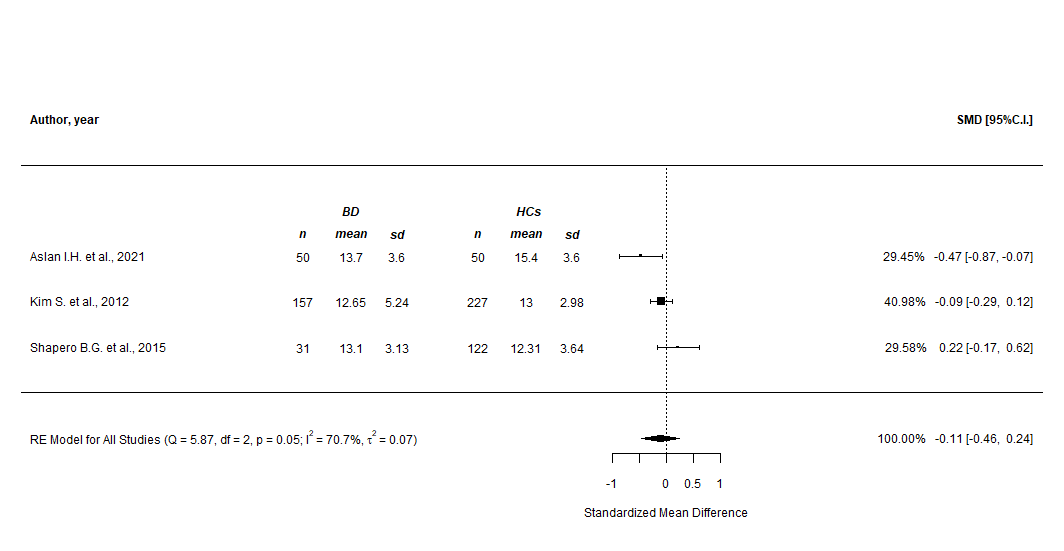 Author, year SMD [95%C.I.]
BD HCs
n mean sd n mean sd
Aslan I.H. et al., 2021 50 13.7 3.6 50 15.4 3.6 29.45% -0.47 [-0.87, -0.07]
Kim S. et al., 2012 157 12.65 5.24 227 13 2.98 40.98% -0.09 [-0.29, 0.12]
Shapero B.G. et al., 2015 31 13.1 3.13 122 12.31 3.64 29.58% 0.22 [-0.17, 0.62]
RE Model for All Studies (Q = 5.87, df = 2, p = 0.05; I² = 70.7%, τ² = 0.07) 100.00% -0.11 [-0.46, 0.24]
-1 0 0.5 1
Standardized Mean Difference